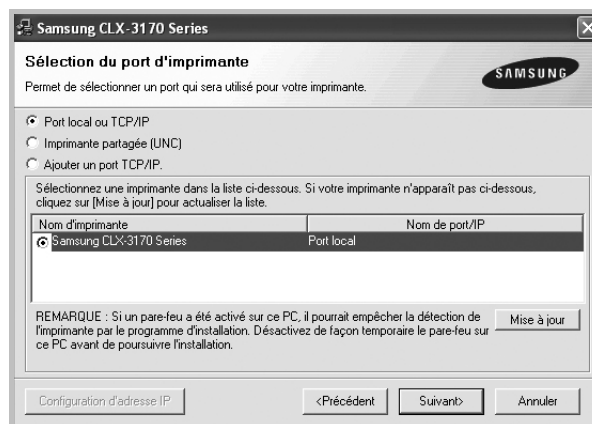 Samsung CLX-3170 Series
Sélection du port d'imprimante
Permet de sélectionner un port qui sera utilisé pour votre imprimante.
SAMSUNG
Port local ou TCP/IP
Imprimante partagée (UNC)
Ajouter un port TCP/IP.
Sélectionnez une imprimante dans la liste ci-dessous. Si votre imprimante n'apparaît pas ci-dessous,
cliquez sur [Mise à jour] pour actualiser la liste.
Nom d'imprimante Nom de port/IP
Samsung CLX-3170 Series Port local
REMARQUE : Si un pare-feu a été activé sur ce PC, il pourrait empêcher la détection de
l'imprimante par le programme d'installation. Désactivez de façon temporaire le pare-feu sur
ce PC avant de poursuivre l'installation.
Mise à jour
Configuration d'adresse IP <Précédent Suivant> Annuler